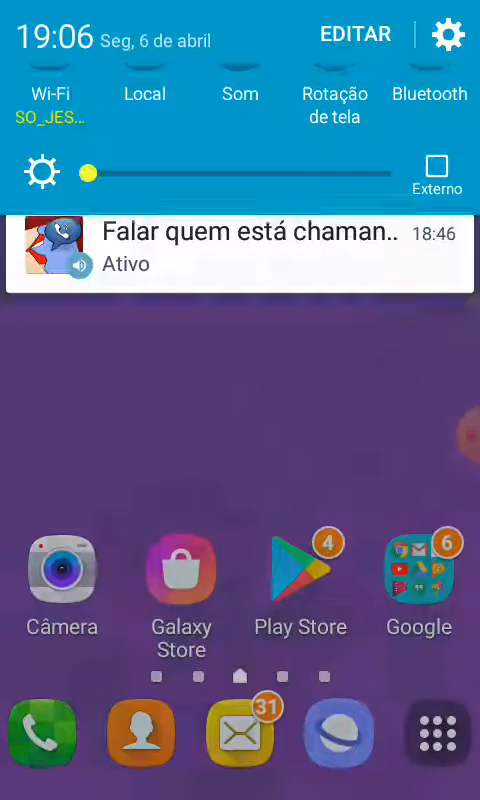 19:06 Seg, 6 de abril EDITAR
Wi-Fi Local Som Rotação de tela Bluetooth
SO_JES...
Externo
Falar quem está chaman.. 18:46
Ativo
4
6
Câmera Galaxy Store Play Store Google
31